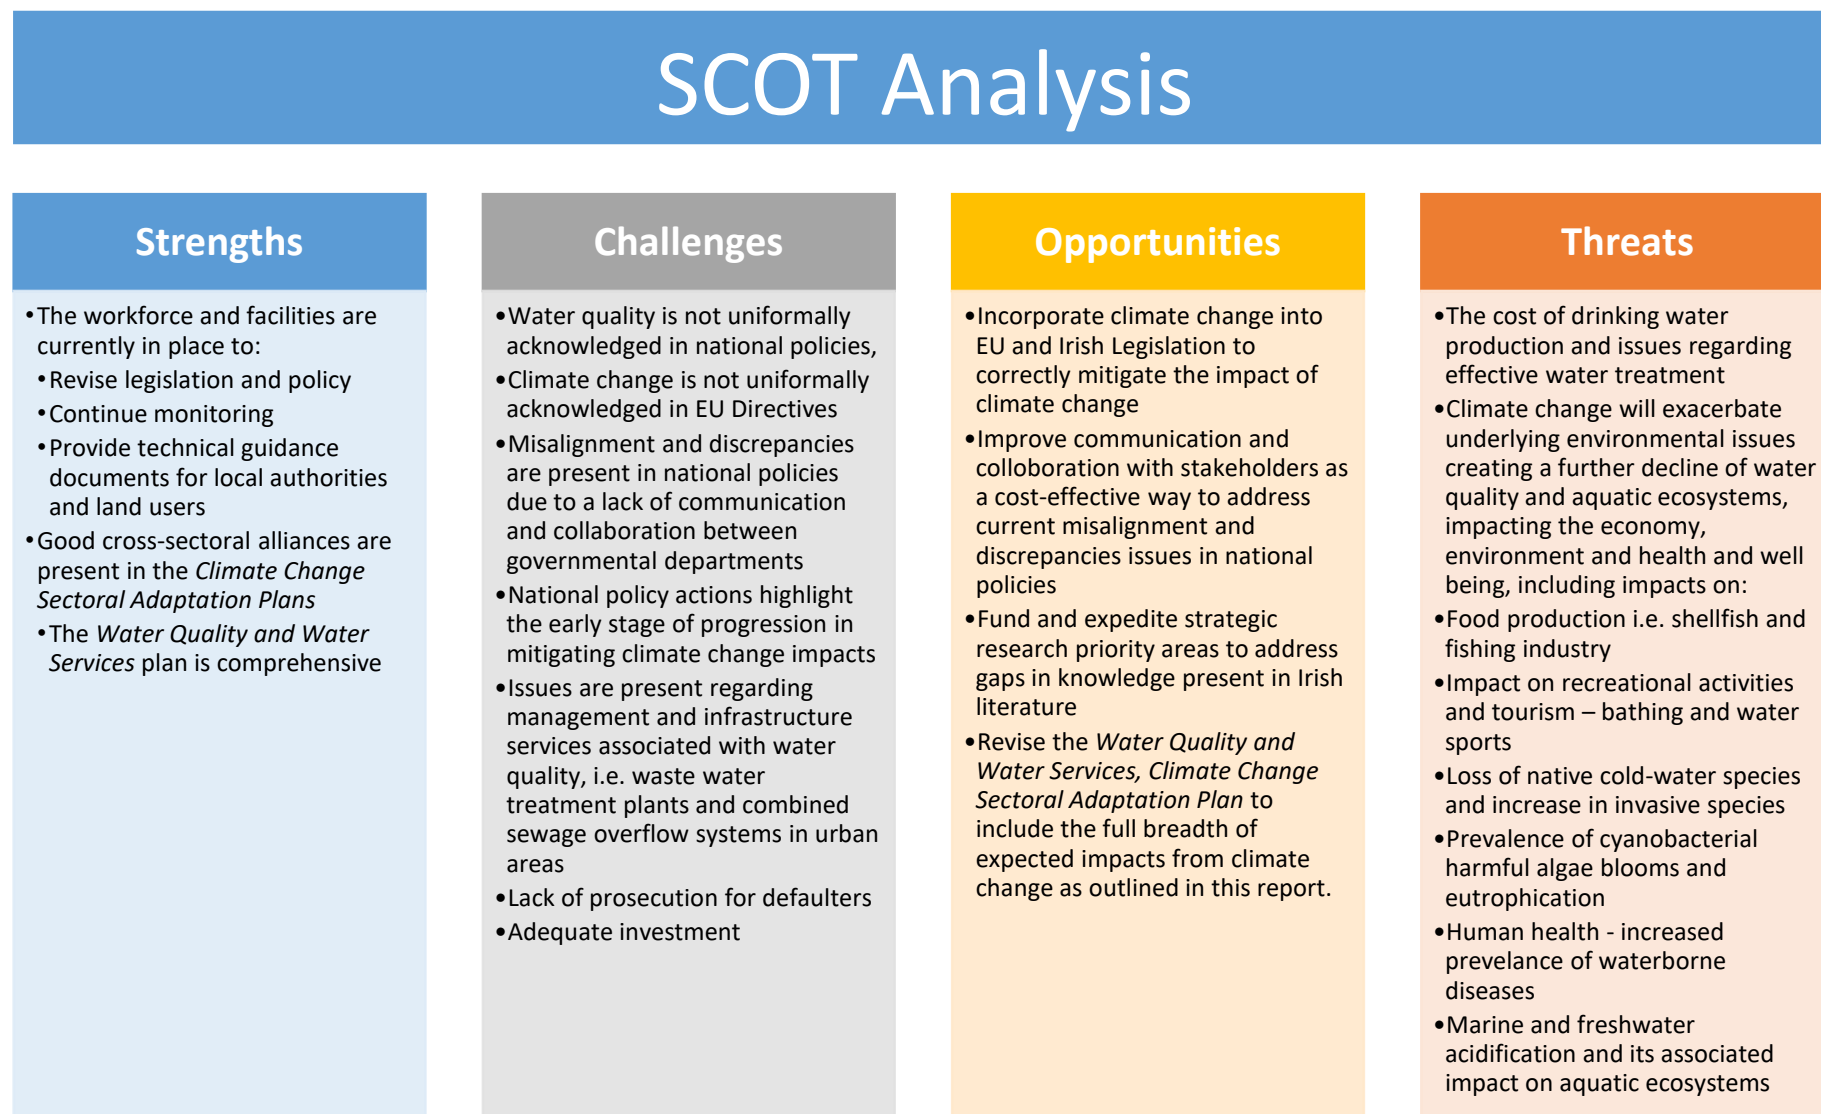 SCOT Analysis
Strengths
•The workforce and facilities are
currently in place to:
•Revise legislation and policy
•Continue monitoring
•Provide technical guidance
documents for local authorities
and land users
•Good cross-sectoral alliances are
present in the Climate Change
Sectoral Adaptation Plans
•The Water Quality and Water
Services plan is comprehensive
Challenges
•Water quality is not uniformally
acknowledged in national policies,
•Climate change is not uniformally
acknowledged in EU Directives
•Misalignment and discrepancies
are present in national policies
due to a lack of communication
and collaboration between
governmental departments
•National policy actions highlight
the early stage of progression in
mitigating climate change impacts
•Issues are present regarding
management and infrastructure
services associated with water
quality, i.e. waste water
treatment plants and combined
sewage overflow systems in urban
areas
•Lack of prosecution for defaulters
•Adequate investment
Opportunities
•Incorporate climate change into
EU and Irish Legislation to
correctly mitigate the impact of
climate change
•Improve communication and
colloboration with stakeholders as
a cost-effective way to address
current misalignment and
discrepancies issues in national
policies
•Fund and expedite strategic
research priority areas to address
gaps in knowledge present in Irish
literature
•Revise the Water Quality and
Water Services, Climate Change
Sectoral Adaptation Plan to
include the full breadth of
expected impacts from climate
change as outlined in this report.
Threats
•The cost of drinking water
production and issues regarding
effective water treatment
•Climate change will exacerbate
underlying environmental issues
creating a further decline of water
quality and aquatic ecosystems,
impacting the economy,
environment and health and well
being, including impacts on:
•Food production i.e. shellfish and
fishing industry
•Impact on recreational activities
and tourism – bathing and water
sports
•Loss of native cold-water species
and increase in invasive species
•Prevalence of cyanobacterial
harmful algae blooms and
eutrophication
•Human health - increased
prevelance of waterborne
diseases
•Marine and freshwater
acidification and its associated
impact on aquatic ecosystems